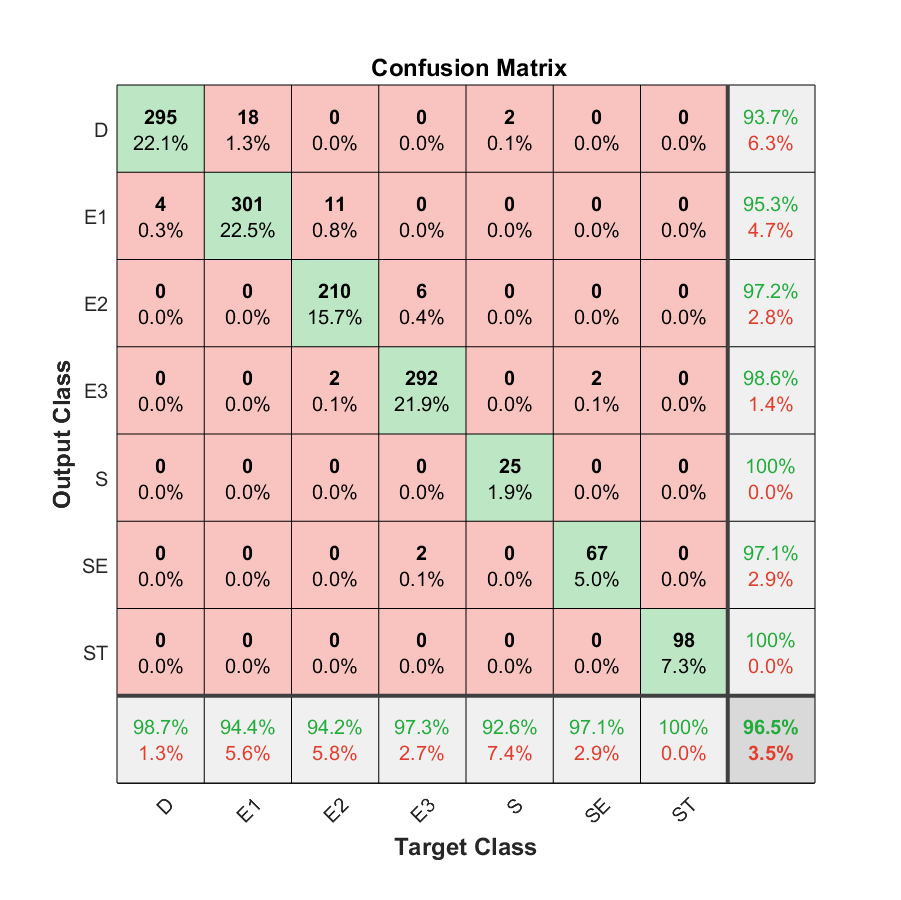 Confusion Matrix
D 295 18 0 0 2 0 0 93.7%
22.1% 1.3% 0.0% 0.0% 0.1% 0.0% 0.0% 6.3%
E1 4 301 11 0 0 0 0 95.3%
0.3% 22.5% 0.8% 0.0% 0.0% 0.0% 0.0% 4.7%
E2 0 0 210 6 0 0 0 97.2%
0.0% 0.0% 15.7% 0.4% 0.0% 0.0% 0.0% 2.8%
E3 0 0 2 292 0 2 0 98.6%
0.0% 0.0% 0.1% 21.9% 0.0% 0.1% 0.0% 1.4%
S 0 0 0 0 25 0 0 100%
0.0% 0.0% 0.0% 0.0% 1.9% 0.0% 0.0% 0.0%
SE 0 0 0 2 0 67 0 97.1%
0.0% 0.0% 0.0% 0.1% 0.0% 5.0% 0.0% 2.9%
ST 0 0 0 0 0 0 98 100%
0.0% 0.0% 0.0% 0.0% 0.0% 0.0% 7.3% 0.0%
98.7% 94.4% 94.2% 97.3% 92.6% 97.1% 100% 96.5%
1.3% 5.6% 5.8% 2.7% 7.4% 2.9% 0.0% 3.5%
D E1 E2 E3 S SE ST
Target Class
Output Class